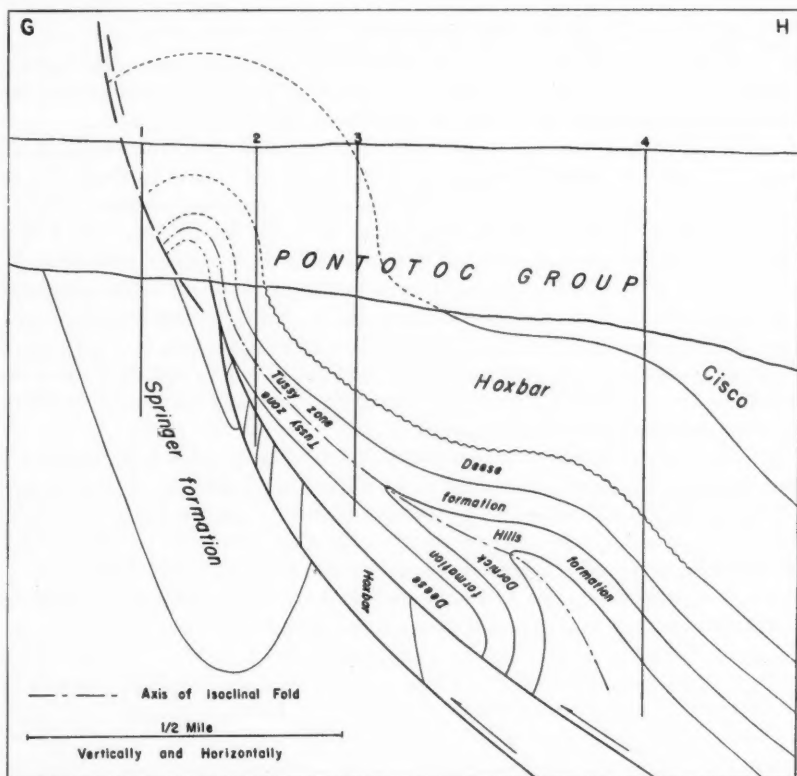 G
H
2
3
4
PONTOTOC GROUP
Hoxbar
Cisco
Springer formation
Tussy zone
Tussy zone
Deese
formation
Hills
Dornick
formation
Deese
formation
Hoxbar
Axis of Isoclinal Fold
1/2 Mile
Vertically and Horizontally